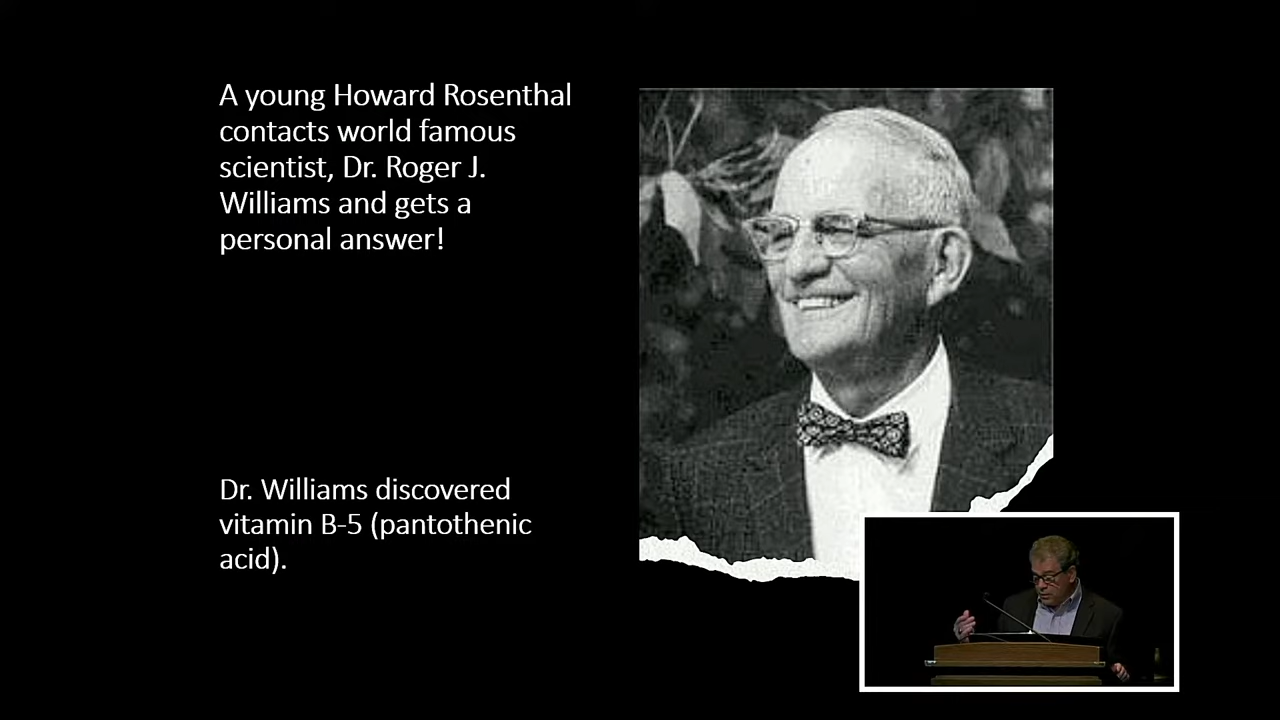 A young Howard Rosenthal
contacts world famous
scientist, Dr. Roger J.
Williams and gets a
personal answer!
Dr. Williams discovered
vitamin B-5 (pantothenic
acid).